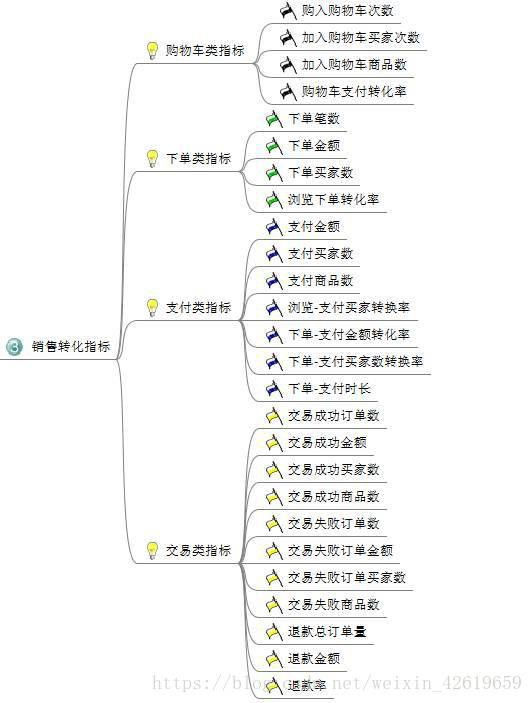 购入购物车次数
加入购物车买家次数
购物车类指标
加入购物车商品数
购物车支付转化率
下单笔数
下单金额
下单类指标
下单买家数
浏览下单转化率
支付金额
支付买家数
支付商品数
支付类指标
浏览-支付买家转换率
下单-支付金额转化率
3 销售转化指标
下单-支付买家数转换率
下单-支付时长
交易成功订单数
交易成功金额
交易成功买家数
交易成功商品数
交易失败订单数
交易类指标
交易失败订单金额
交易失败订单买家数
交易失败商品数
退款总订单量
退款金额
退款率
https://blog.csdn.net/weixin_42619659